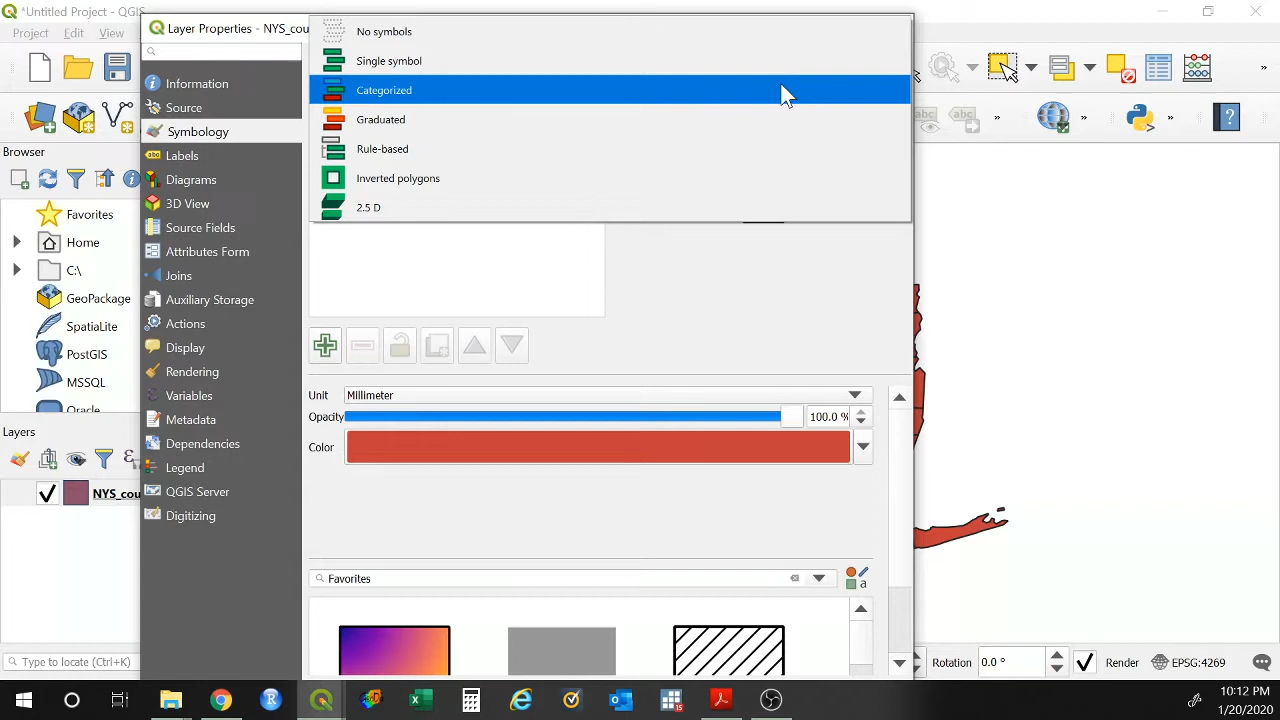 *Untitled Project - QGIS
Project Edit View
Layer Properties - NYS_cou
No symbols
Single symbol
Categorized
Graduated
Rule-based
Inverted polygons
2.5 D
Information
Source
Symbology
Labels
Diagrams
3D View
Source Fields
Attributes Form
Joins
Auxiliary Storage
Actions
Display
Rendering
Variables
Metadata
Dependencies
Legend
QGIS Server
Digitizing
Browser
Favorites
Home
C:\
GeoPackage
SpatiaLite
PostGIS
MSSQL
Oracle
Layers
NYS_cou
Unit Millimeter
Opacity 100.0 %
Color
Favorites
Type to locate (Ctrl+K)
Rotation 0.0 ° Render EPSG:4269
10:12 PM
1/20/2020